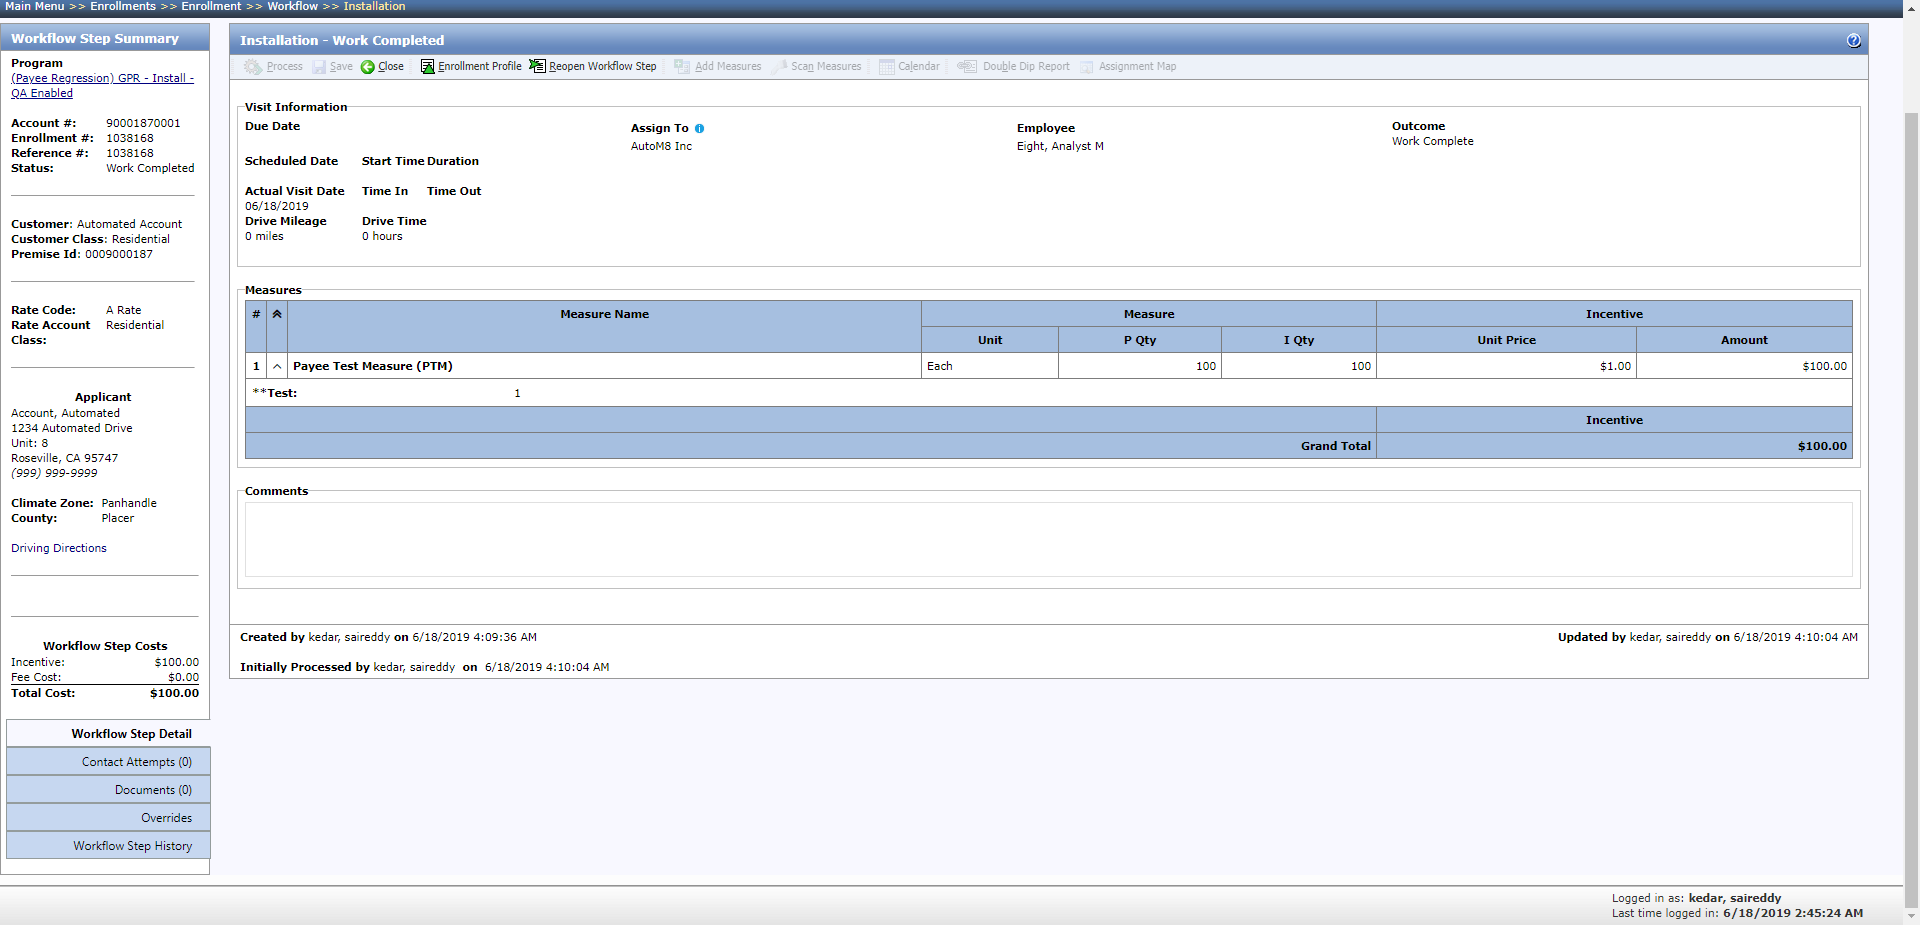 Main Menu >> Enrollments >> Enrollment >> Workflow >> Installation
Workflow Step Summary
Program
(Payee Regression) GPR - Install -
QA Enabled
Account #: 90001870001
Enrollment #: 1038168
Reference #: 1038168
Status: Work Completed
Customer: Automated Account
Customer Class: Residential
Premise Id: 0009000187
Rate Code: A Rate
Rate Account Residential
Class:
Applicant
Account, Automated
1234 Automated Drive
Unit: 8
Roseville, CA 95747
(999) 999-9999
Climate Zone: Panhandle
County: Placer
Driving Directions
Workflow Step Costs
Incentive: $100.00
Fee Cost: $0.00
Total Cost: $100.00
Workflow Step Detail
Contact Attempts (0)
Documents (0)
Overrides
Workflow Step History
Installation - Work Completed
Process Save Close Enrollment Profile Reopen Workflow Step Add Measures Scan Measures Calendar Double Dip Report Assignment Map
Visit Information
Due Date Assign To Employee Outcome
AutoM8 Inc Eight, Analyst M Work Complete
Scheduled Date Start Time Duration
Actual Visit Date Time In Time Out
06/18/2019
Drive Mileage Drive Time
0 miles 0 hours
Measures
# Measure Name Measure Incentive
Unit P Qty I Qty Unit Price Amount
1 Payee Test Measure (PTM) Each 100 100 $1.00 $100.00
**Test: 1
Incentive
Grand Total $100.00
Comments
Created by kedar, saireddy on 6/18/2019 4:09:36 AM Updated by kedar, saireddy on 6/18/2019 4:10:04 AM
Initially Processed by kedar, saireddy on 6/18/2019 4:10:04 AM
Logged in as: kedar, saireddy
Last time logged in: 6/18/2019 2:45:24 AM